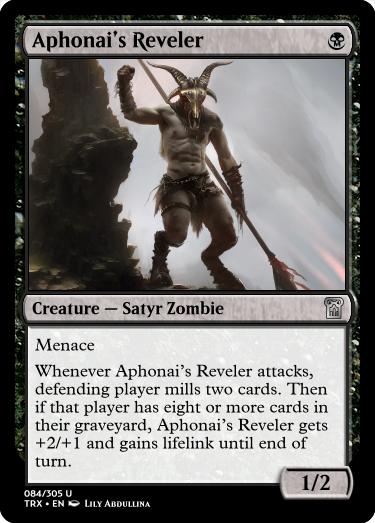 Aphonai's Reveler
Creature — Satyr Zombie
Menace
Whenever Aphonai's Reveler attacks,
defending player mills two cards. Then
if that player has eight or more cards in
their graveyard, Aphonai's Reveler gets
+2/+1 and gains lifelink until end of
turn.
1/2
084/305 U
TRX • EN Lily Abdullina